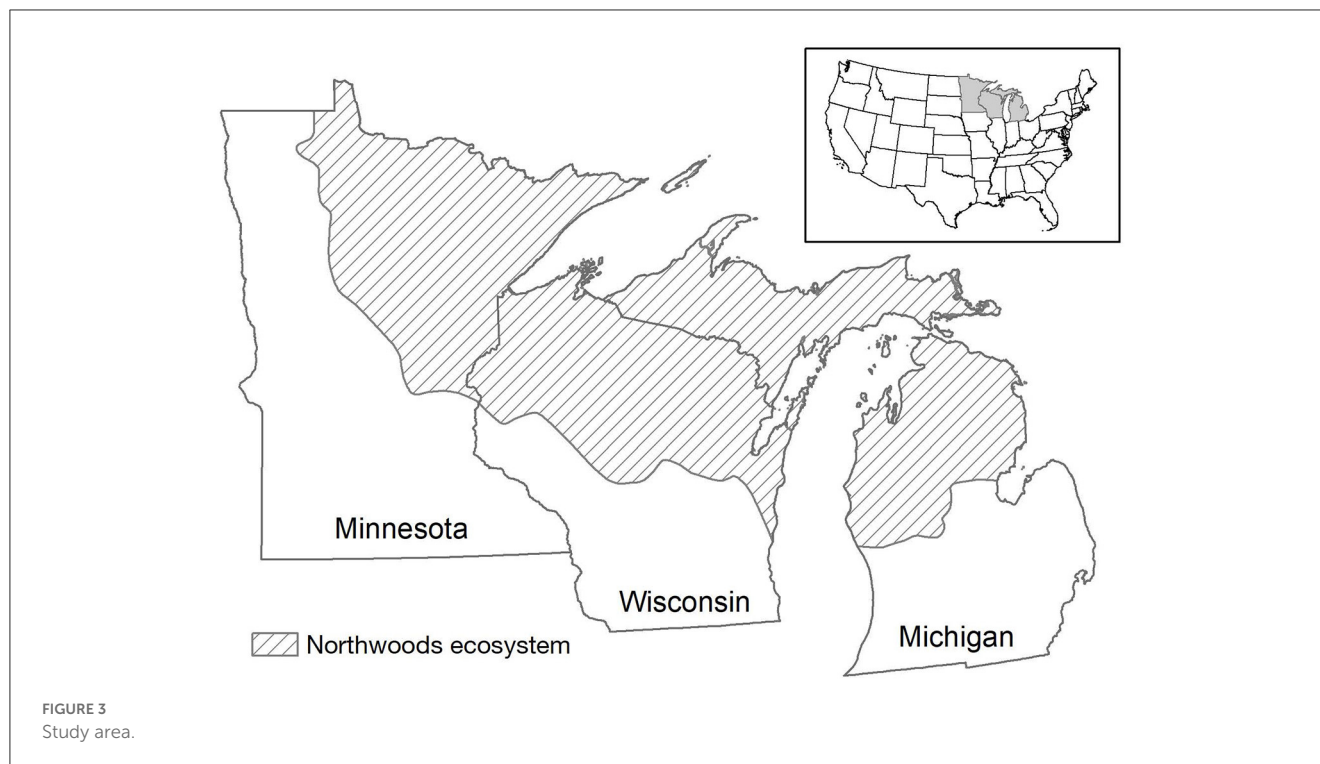 Minnesota
Wisconsin
Michigan
Northwoods ecosystem
FIGURE 3
Study area.